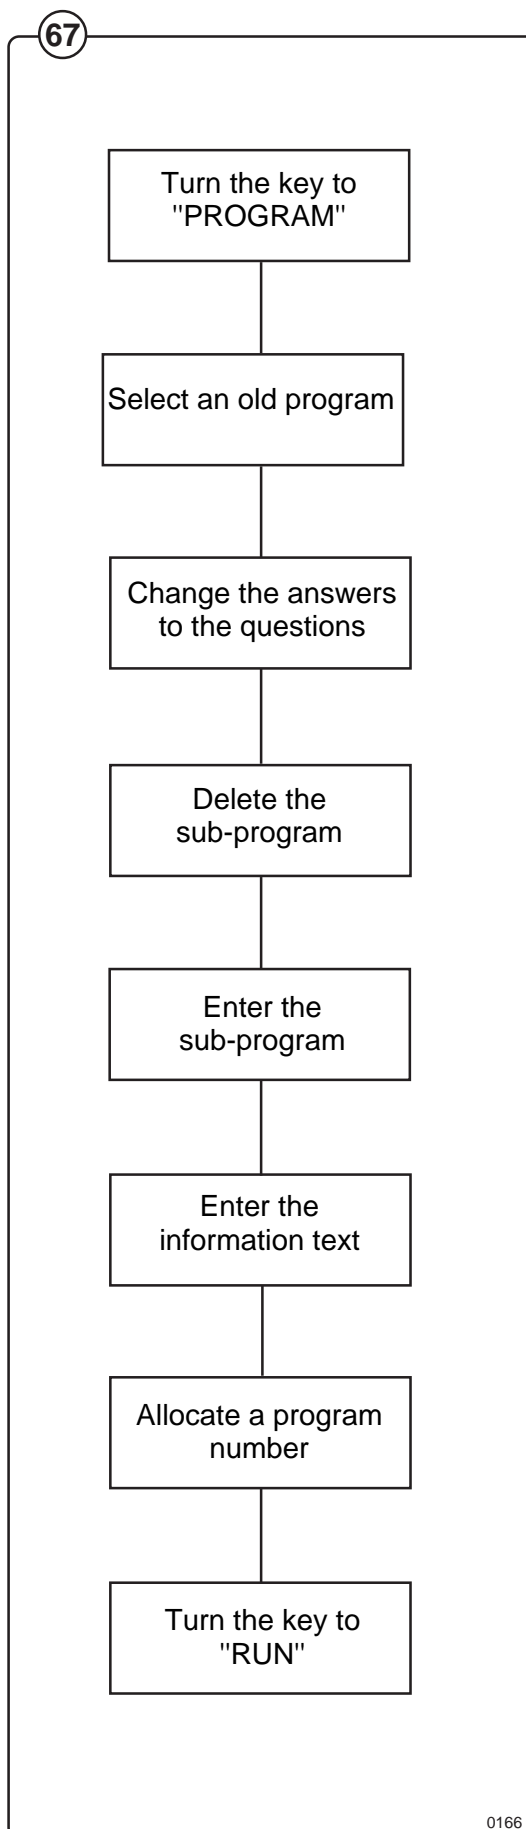 67
Turn the key to
"PROGRAM"
Select an old program
Change the answers
to the questions
Delete the
sub-program
Enter the
sub-program
Enter the
information text
Allocate a program
number
Turn the key to
"RUN"
0166